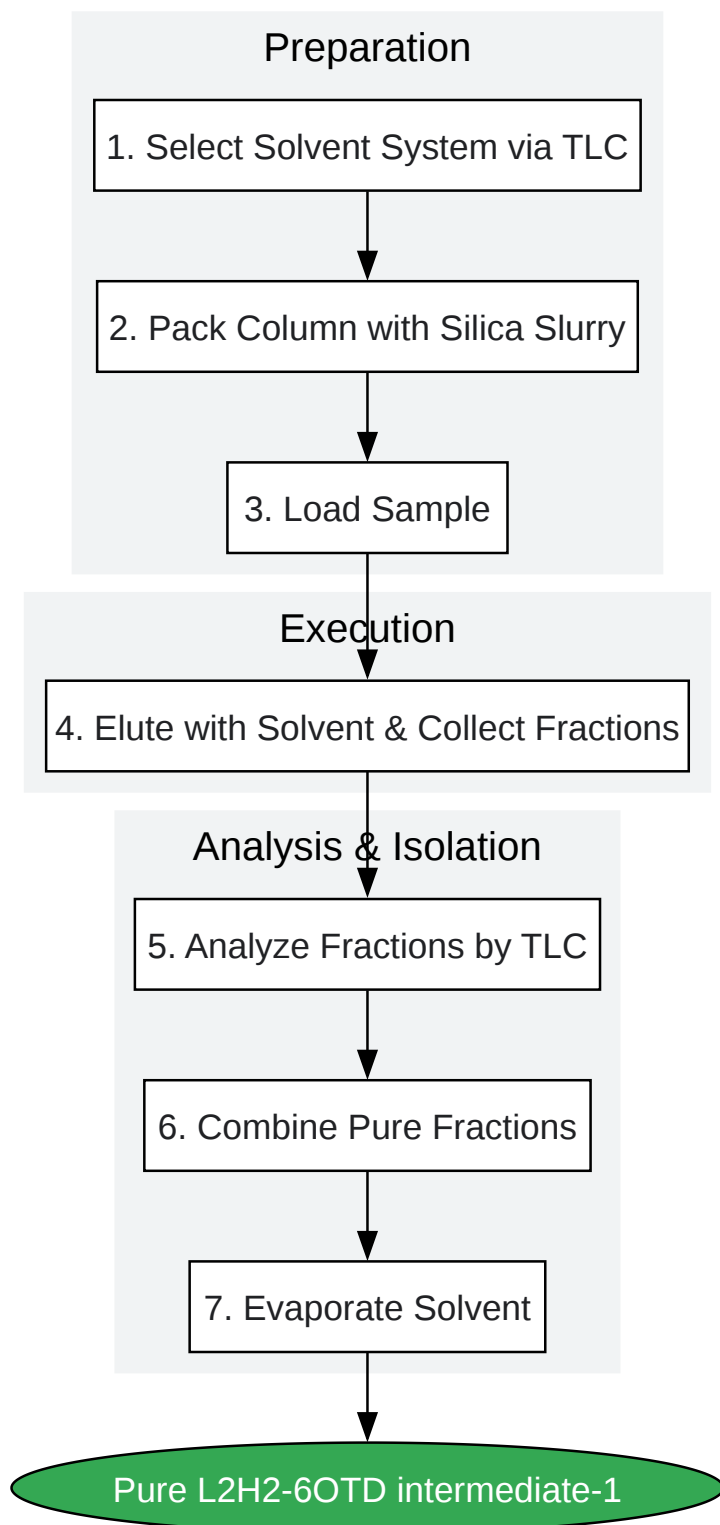 Preparation
1. Select Solvent System via TLC
2. Pack Column with Silica Slurry
3. Load Sample
Execution
4. Elute with Solvent & Collect Fractions
Analysis & Isolation
5. Analyze Fractions by TLC
6. Combine Pure Fractions
7. Evaporate Solvent
Pure L2H2-6OTD intermediate-1